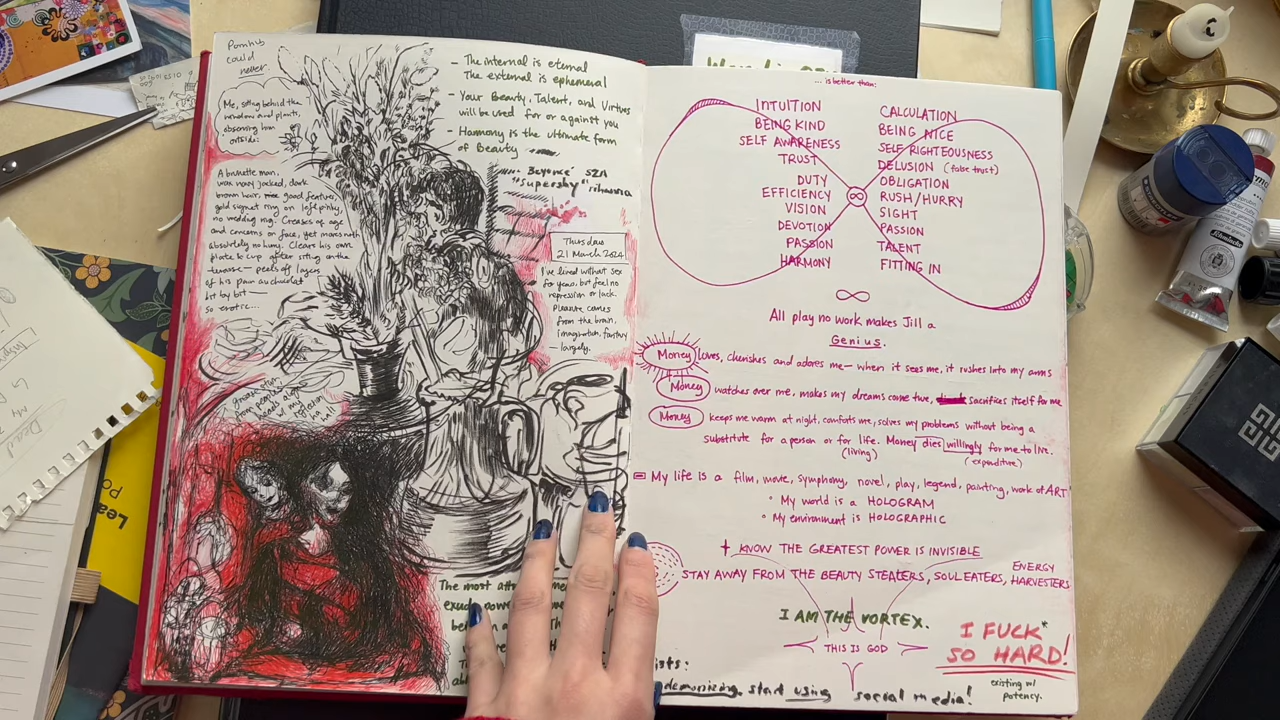 Pomhs
could
never.
Me, siting behind the
window and plants,
observing him
outside:
A brunette man,
wax navy jacked, dark
brown hair, nice good features,
gold signet ring on left pinky,
no wedding ring. Creases of age
and concerns on face, yet moves with
absolutely no hurry. Clears his own
plate & cup after sitting on the
terrasse — peels of layers
of his pain au chocolat
bit by bit —
so erotic...
- The internal is eternal
The external is ephemeral
- Your Beauty, Talent, and Virtues
will be used for or against you
- Harmony is the ultimate form
of Beauty
Beyoncé SZA
"Supershy" rihanna
Thursday
21 March 2024
I've lived without sex
for years, but feel no
repression or lack.
Pleasure comes
from the brain,
imagination, fantasy
— largely.
The most
exude power
... is better than:
INTUITION CALCULATION
BEING KIND BEING NICE
SELF AWARENESS SELF RIGHTEOUSNESS
TRUST DELUSION (false trust)
DUTY OBLIGATION
EFFICIENCY RUSH/HURRY
VISION SIGHT
DEVOTION PASSION
PASSION TALENT
HARMONY FITTING IN
∞
∞
All play no work makes Jill a
Genius.
Money loves, cherishes and adores me — when it sees me, it rushes into my arms
Money watches over me, makes my dreams come true, sacrifices itself for me
Money keeps me warm at night, comforts me, solves my problems without being a
substitute for a person or for life. Money dies willingly for me to live.
(living) (expenditure)
My life is a film, movie, symphony, novel, play, legend, painting, work of ART
° My world is a HOLOGRAM
° My environment is HOLOGRAPHIC
KNOW THE GREATEST POWER IS INVISIBLE
STAY AWAY FROM THE BEAUTY STEALERS, SOUL EATERS, ENERGY HARVESTERS
I AM THE VORTEX.
THIS IS GOD
I FUCK*
SO HARD!
existing w/
potency.
demonizing, start using social media!